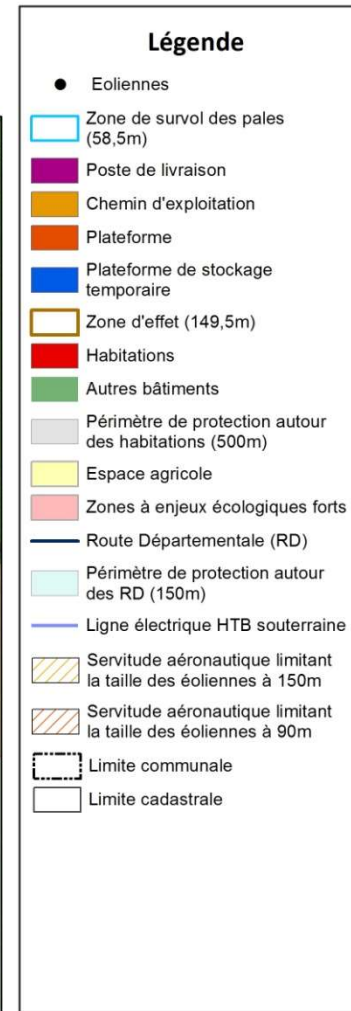 Légende
Eoliennes
Zone de survol des pales
(58,5m)
Poste de livraison
Chemin d'exploitation
Plateforme
Plateforme de stockage
temporaire
Zone d'effet (149,5m)
Habitations
Autres bâtiments
Périmètre de protection autour
des habitations (500m)
Espace agricole
Zones à enjeux écologiques forts
Route Départementale (RD)
Périmètre de protection autour
des RD (150m)
Ligne électrique HTB souterraine
Servitude aéronautique limitant
la taille des éoliennes à 150m
Servitude aéronautique limitant
la taille des éoliennes à 90m
Limite communale
Limite cadastrale